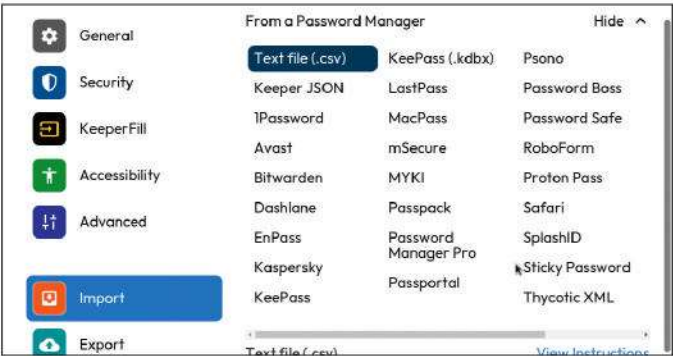 General
Security
KeeperFill
Accessibility
Advanced
Import
Export
From a Password Manager
Hide
Text file (.csv)
Keeper JSON
1Password
Avast
Bitwarden
Dashlane
EnPass
Kaspersky
KeePass
KeePass (.kdbx)
LastPass
MacPass
mSecure
MYKI
Passpack
Password
Manager Pro
Passportal
Psono
Password Boss
Password Safe
RoboForm
Proton Pass
Safari
SplashID
Sticky Password
Thycotic XML
Text file (.csv)
View Instructions